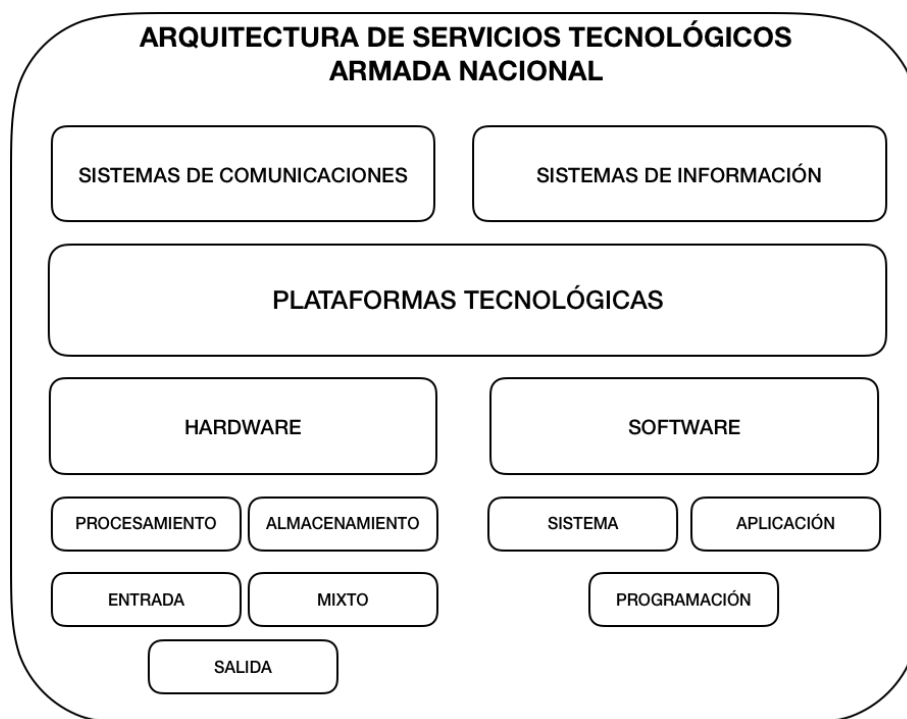 ARQUITECTURA DE SERVICIOS TECNOLÓGICOS
ARMADA NACIONAL
SISTEMAS DE COMUNICACIONES
SISTEMAS DE INFORMACIÓN
PLATAFORMAS TECNOLÓGICAS
HARDWARE
SOFTWARE
PROCESAMIENTO
ALMACENAMIENTO
SISTEMA
APLICACIÓN
ENTRADA
MIXTO
PROGRAMACIÓN
SALIDA